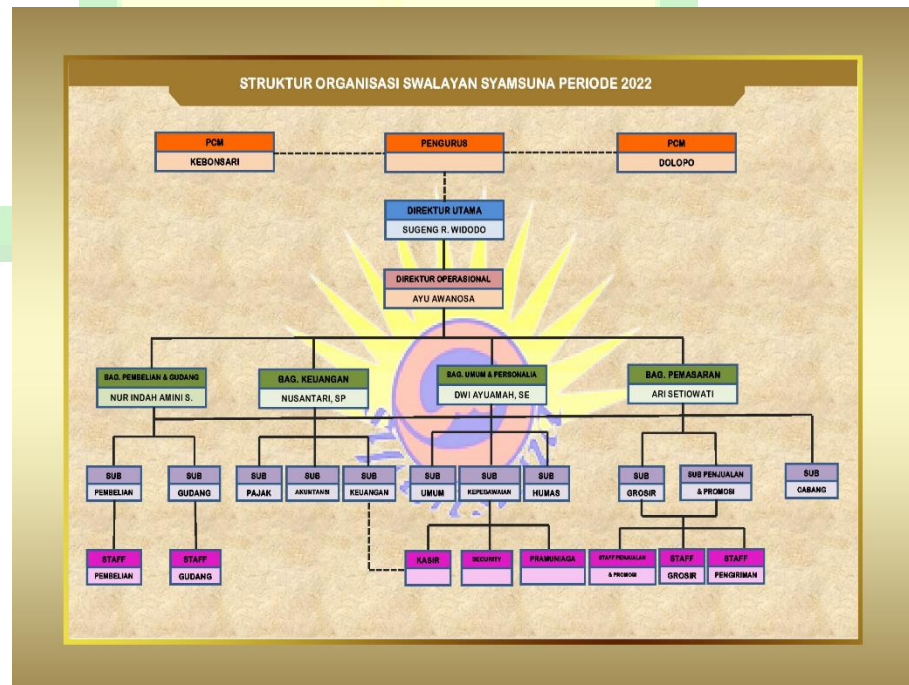 STRUKTUR ORGANISASI SWALAYAN SYAMSUNA PERIODE 2022
PCM
KEBONSARI
PENGURUS
PCM
DOLOPO
DIREKTUR UTAMA
SUGENG R. WIDODO
DIREKTUR OPERASIONAL
AYU AWANOSA
BAG. PEMBELIAN & GUDANG
NUR INDAH AMINI S.
BAG. KEUANGAN
NUSANTARI, SP
BAG. UMUM & PERSONALIA
DWI AYUAMAH, SE
BAG. PEMASARAN
ARI SETIOWATI
SUB
PEMBELIAN
SUB
GUDANG
SUB
PAJAK
SUB
AKUNTANSI
SUB
KEUANGAN
SUB
UMUM
SUB
KEPEGAWAIAN
SUB
HUMAS
SUB
GROSIR
SUB PENJUALAN
& PROMOSI
SUB
CABANG
STAFF
PEMBELIAN
STAFF
GUDANG
KASIR
SECURITY
PRAMUNIAGA
STAFF PENJUALAN
& PROMOSI
STAFF
GROSIR
STAFF
PENGIRIMAN